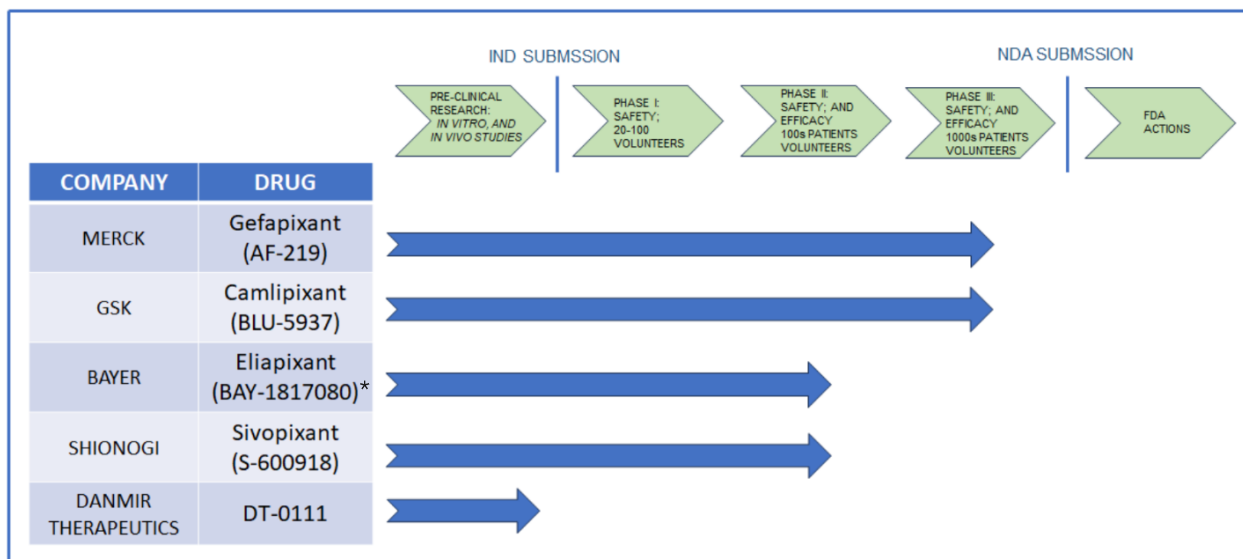 IND SUBMSSION
NDA SUBMSSION
PRE-CLINICAL
RESEARCH:
IN VITRO, AND
IN VIVO STUDIES
PHASE I:
SAFETY;
20-100
VOLUNTEERS
PHASE II:
SAFETY; AND
EFFICACY
100s PATIENTS
VOLUNTEERS
PHASE III:
SAFETY; AND
EFFICACY
1000s PATIENTS
VOLUNTEERS
FDA
ACTIONS
COMPANY
DRUG
MERCK
Gefapixant
(AF-219)
GSK
Camlipixant
(BLU-5937)
BAYER
Eliapixant
(BAY-1817080)*
SHIONOGI
Sivopixant
(S-600918)
DANMIR
THERAPEUTICS
DT-0111